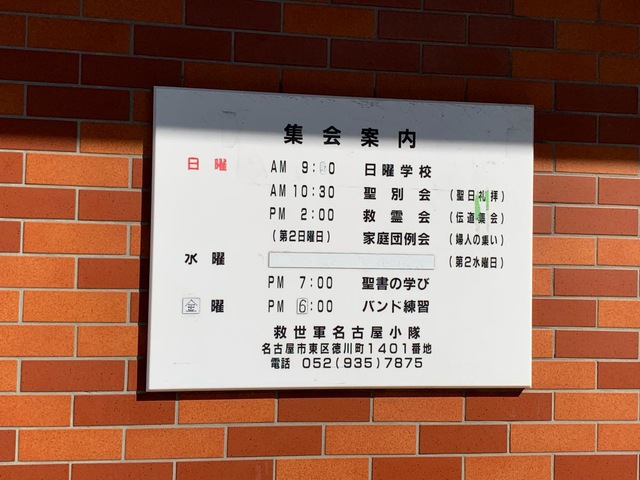 集会案内
日曜 AM 9:00 日曜学校
AM 10:30 聖別会 (聖日礼拝)
PM 2:00 救霊会 (伝道集会)
(第2日曜日) 家庭団例会 (婦人の集い)
水曜 (第2水曜日)
PM 7:00 聖書の学び
金曜 PM 6:00 バンド練習
救世軍名古屋小隊
名古屋市東区徳川町1401番地
電話 052(935)7875